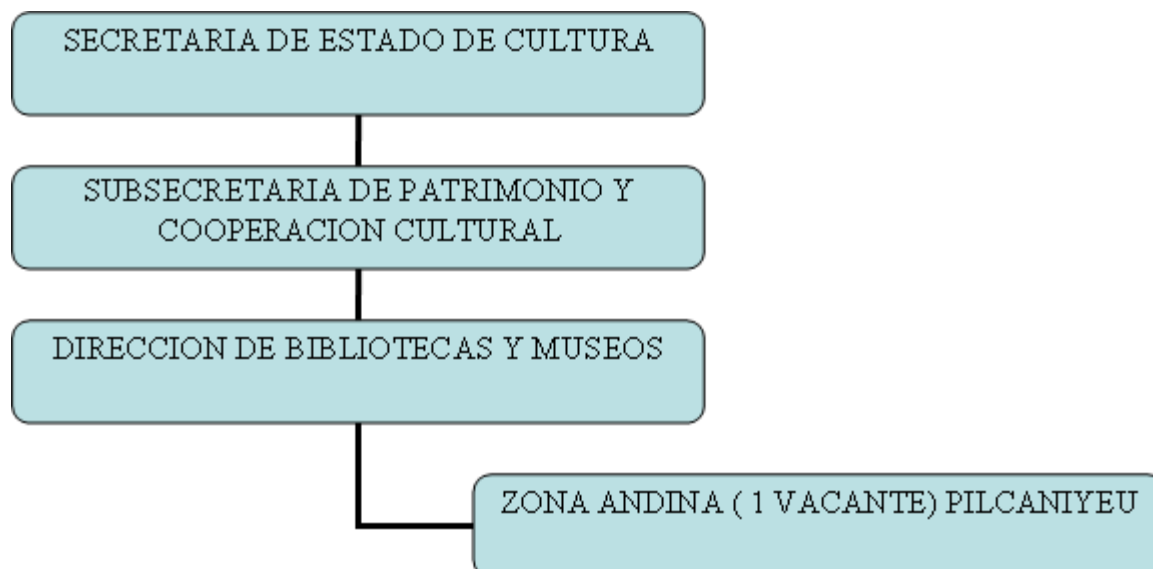 SECRETARIA DE ESTADO DE CULTURA
SUBSECRETARIA DE PATRIMONIO Y
COOPERACION CULTURAL
DIRECCION DE BIBLIOTECAS Y MUSEOS
ZONA ANDINA ( 1 VACANTE) PILCANIYEU